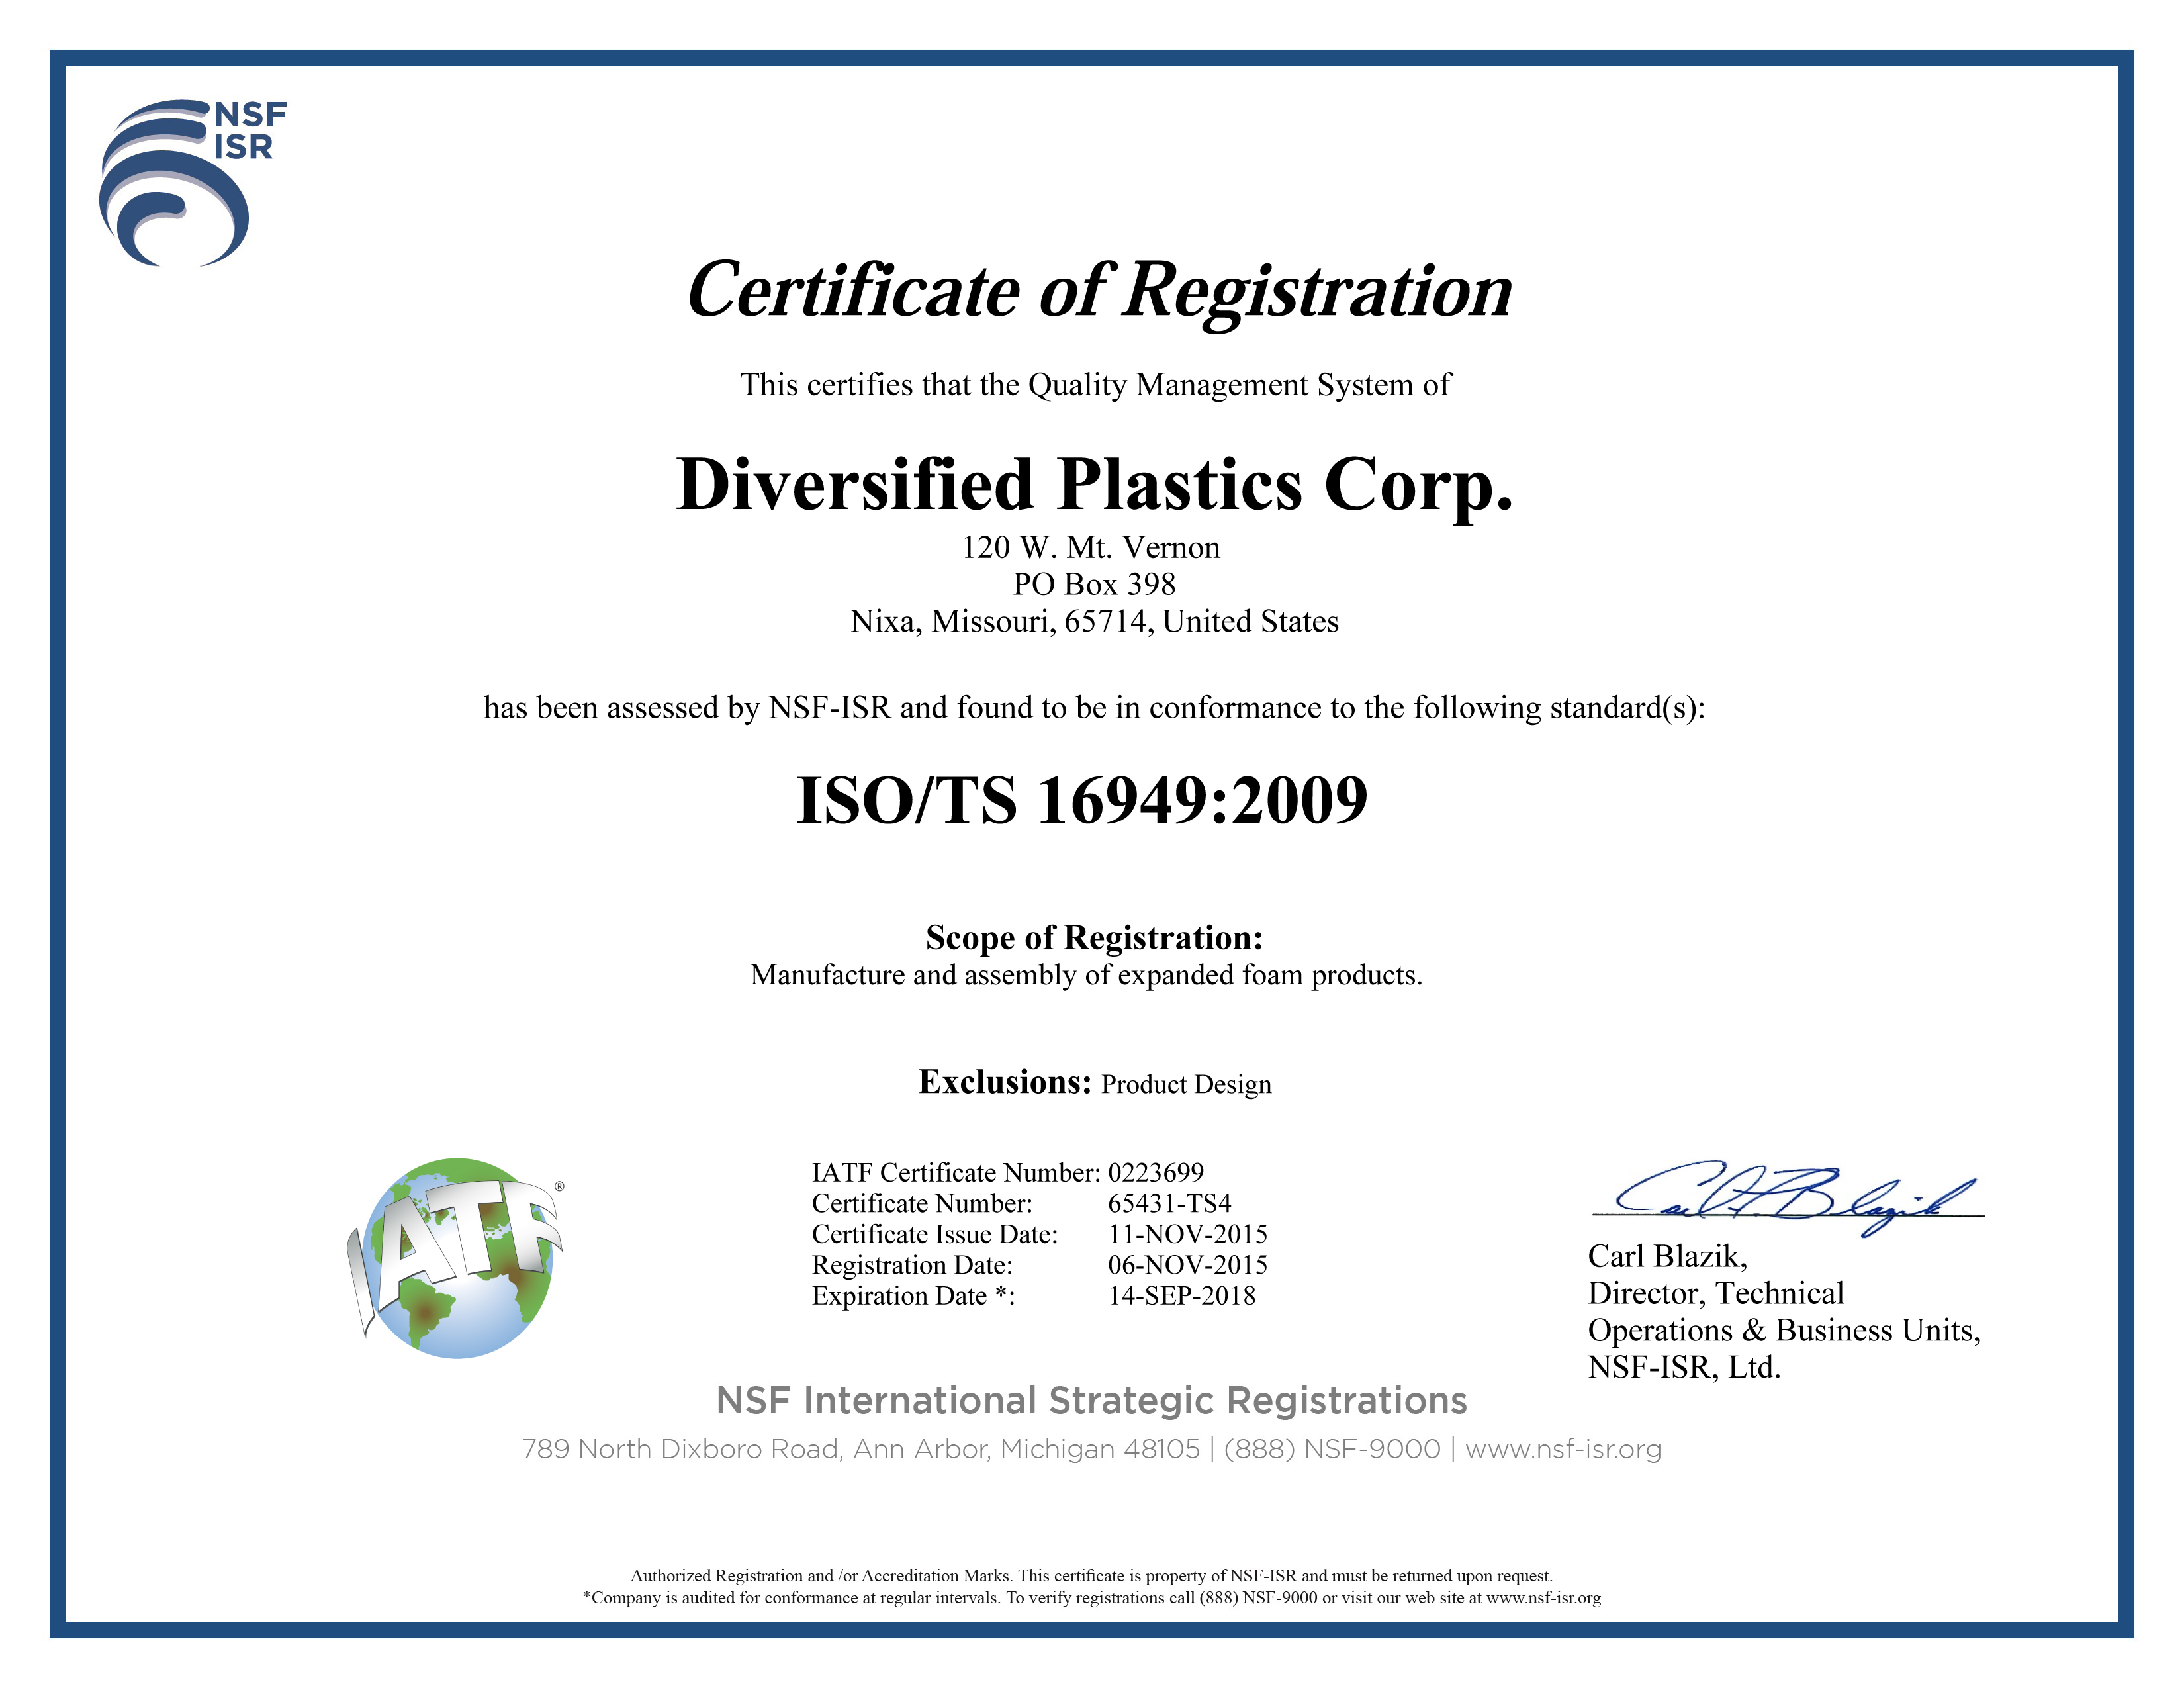 NSF
ISR
Certificate of Registration
This certifies that the Quality Management System of
Diversified Plastics Corp.
120 W. Mt. Vernon
PO Box 398
Nixa, Missouri, 65714, United States
has been assessed by NSF-ISR and found to be in conformance to the following standard(s):
ISO/TS 16949:2009
Scope of Registration:
Manufacture and assembly of expanded foam products.
Exclusions: Product Design
IATF®
IATF Certificate Number: 0223699
Certificate Number: 65431-TS4
Certificate Issue Date: 11-NOV-2015
Registration Date: 06-NOV-2015
Expiration Date *: 14-SEP-2018
Carl Blazik
Carl Blazik,
Director, Technical
Operations & Business Units,
NSF-ISR, Ltd.
NSF International Strategic Registrations
789 North Dixboro Road, Ann Arbor, Michigan 48105 | (888) NSF-9000 | www.nsf-isr.org
Authorized Registration and /or Accreditation Marks. This certificate is property of NSF-ISR and must be returned upon request.
*Company is audited for conformance at regular intervals. To verify registrations call (888) NSF-9000 or visit our web site at www.nsf-isr.org